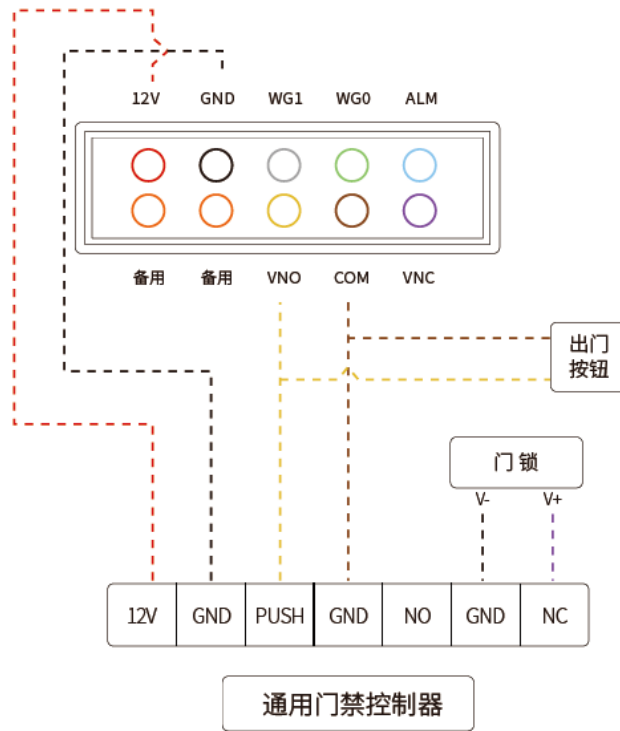 12V GND WG1 WG0 ALM
备用 备用 VNO COM VNC
出门
按钮
门锁
V- V+
12V GND PUSH GND NO GND NC
通用门禁控制器